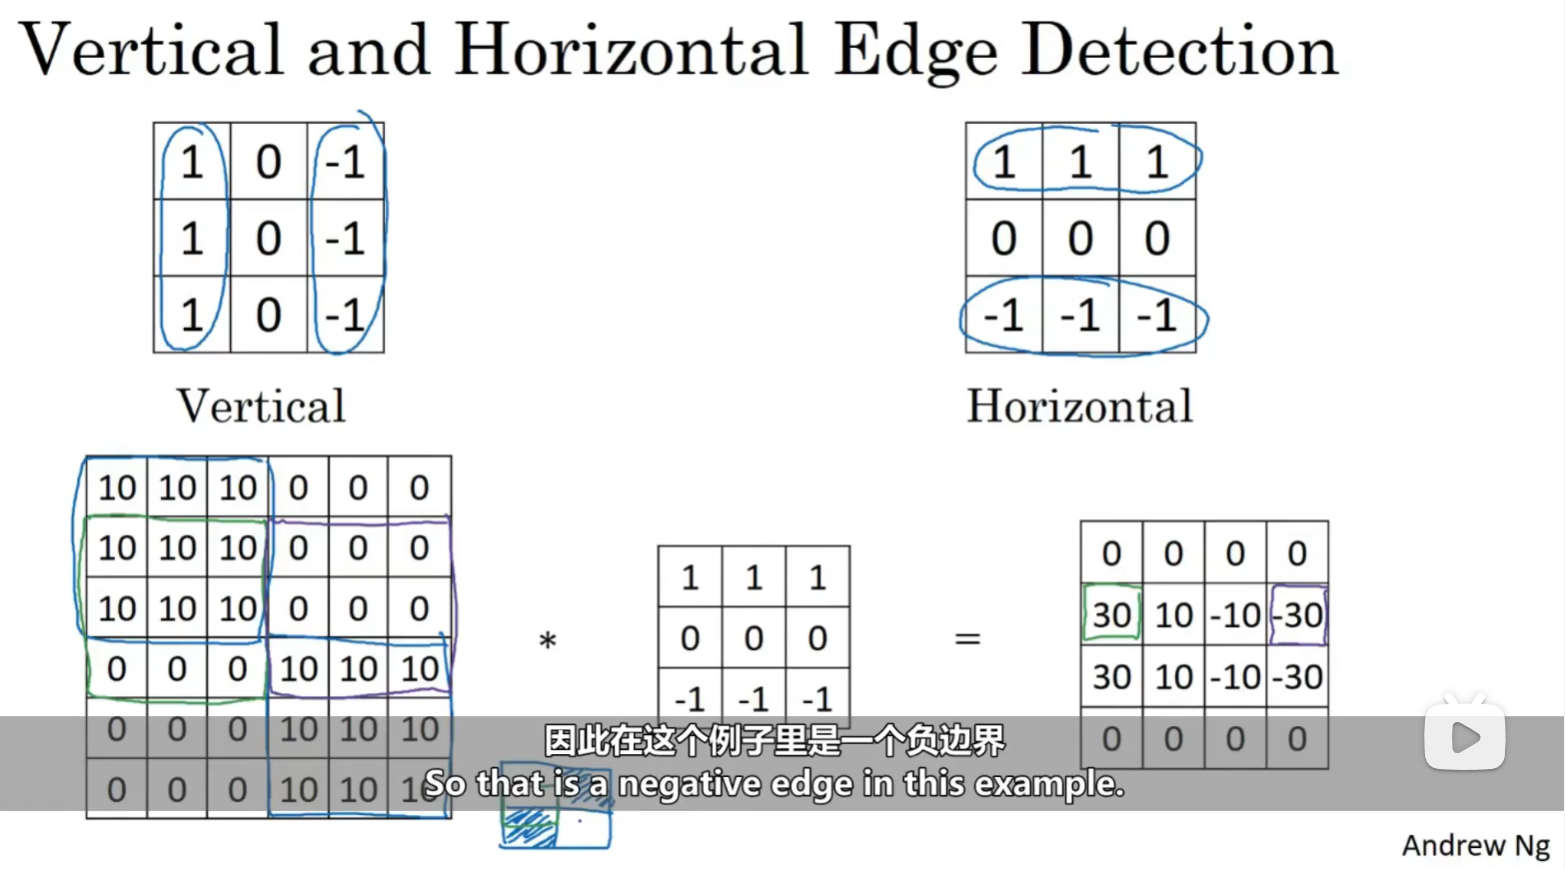 Vertical and Horizontal Edge Detection
1 0 -1
1 0 -1
1 0 -1
Vertical
1 1 1
0 0 0
-1 -1 -1
Horizontal
10 10 10 0 0 0
10 10 10 0 0 0
10 10 10 0 0 0
0 0 0 10 10 10
0 0 0 10 10 10
0 0 0 10 10 10
*
1 1 1
0 0 0
-1 -1 -1
=
0 0 0 0
30 10 -10 -30
30 10 -10 -30
0 0 0 0
因此在这个例子里是一个负边界
So that is a negative edge in this example.
Andrew Ng